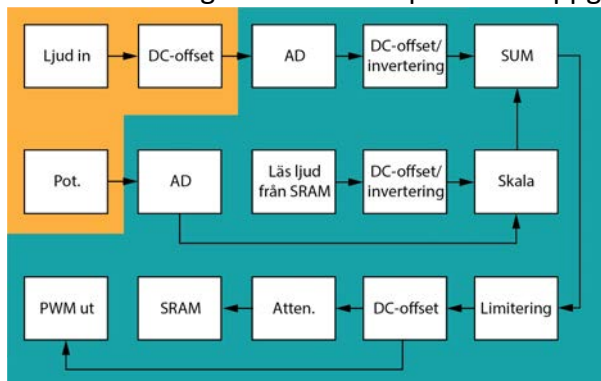 Ljud in
DC-offset
AD
DC-offset/
invertering
SUM
Pot.
AD
Läs ljud
från SRAM
DC-offset/
invertering
Skala
PWM ut
SRAM
Atten.
DC-offset
Limitering